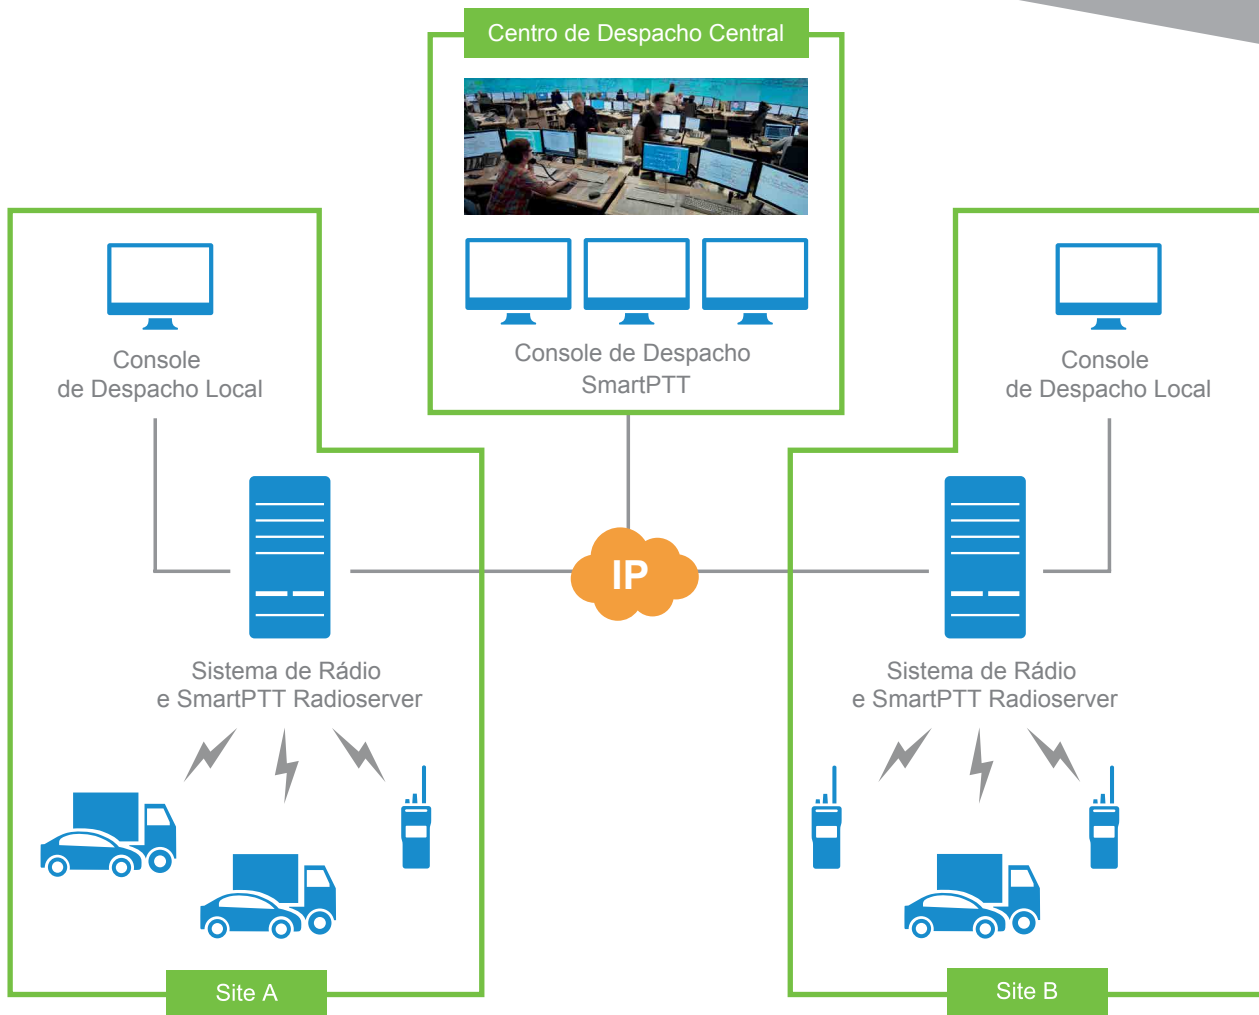 Centro de Despacho Central
Console de Despacho
SmartPTT
Console
de Despacho Local
Console
de Despacho Local
IP
Sistema de Rádio
e SmartPTT Radioserver
Sistema de Rádio
e SmartPTT Radioserver
Site A
Site B